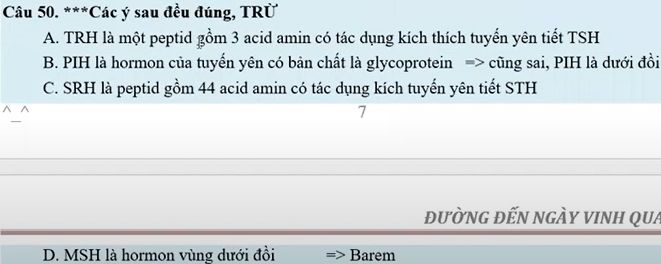 Câu 50. ***Các ý sau đều đúng, TRỪ
A. TRH là một peptid gồm 3 acid amin có tác dụng kích thích tuyến yên tiết TSH
B. PIH là hormon của tuyến yên có bản chất là glycoprotein => cũng sai, PIH là dưới đồi
C. SRH là peptid gồm 44 acid amin có tác dụng kích thích tuyến yên tiết STH
^_^ 7
ĐƯỜNG ĐẾN NGÀY VINH QUA
D. MSH là hormon vùng dưới đồi => Barem